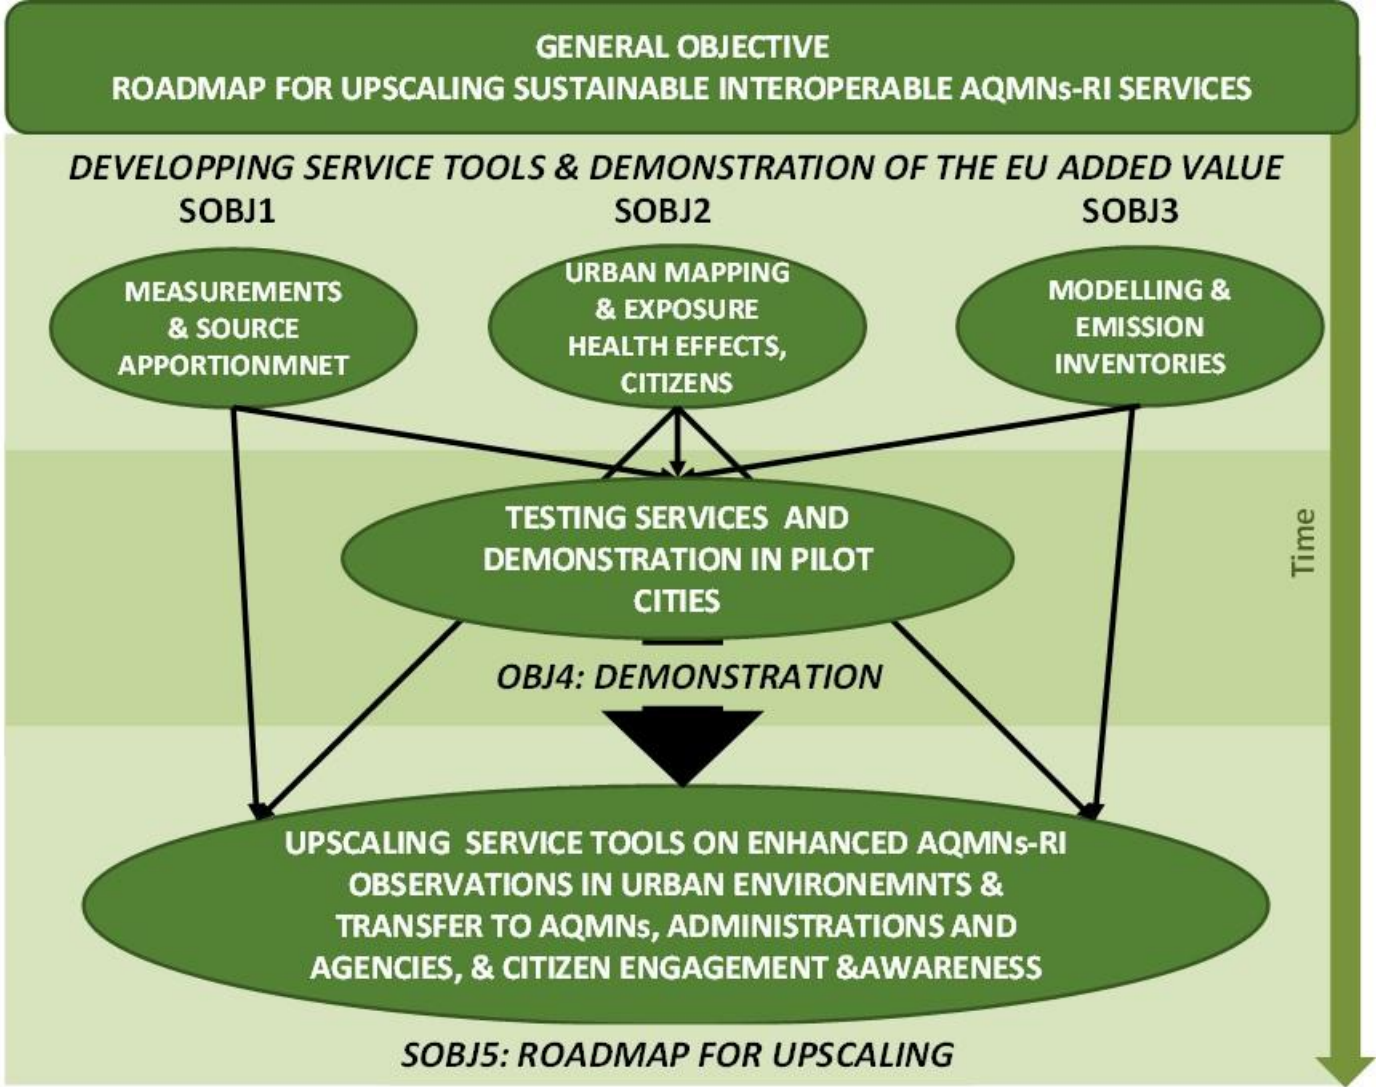 GENERAL OBJECTIVE
ROADMAP FOR UPSCALING SUSTAINABLE INTEROPERABLE AQMNs-RI SERVICES
DEVELOPPING SERVICE TOOLS & DEMONSTRATION OF THE EU ADDED VALUE
SOBJ1
SOBJ2
SOBJ3
MEASUREMENTS
& SOURCE
APPORTIONMNET
URBAN MAPPING
& EXPOSURE
HEALTH EFFECTS,
CITIZENS
MODELLING &
EMISSION
INVENTORIES
TESTING SERVICES AND
DEMONSTRATION IN PILOT
CITIES
Time
OBJ4: DEMONSTRATION
UPSCALING SERVICE TOOLS ON ENHANCED AQMNs-RI
OBSERVATIONS IN URBAN ENVIRONEMNTS &
TRANSFER TO AQMNs, ADMINISTRATIONS AND
AGENCIES, & CITIZEN ENGAGEMENT &AWARENESS
SOBJ5: ROADMAP FOR UPSCALING